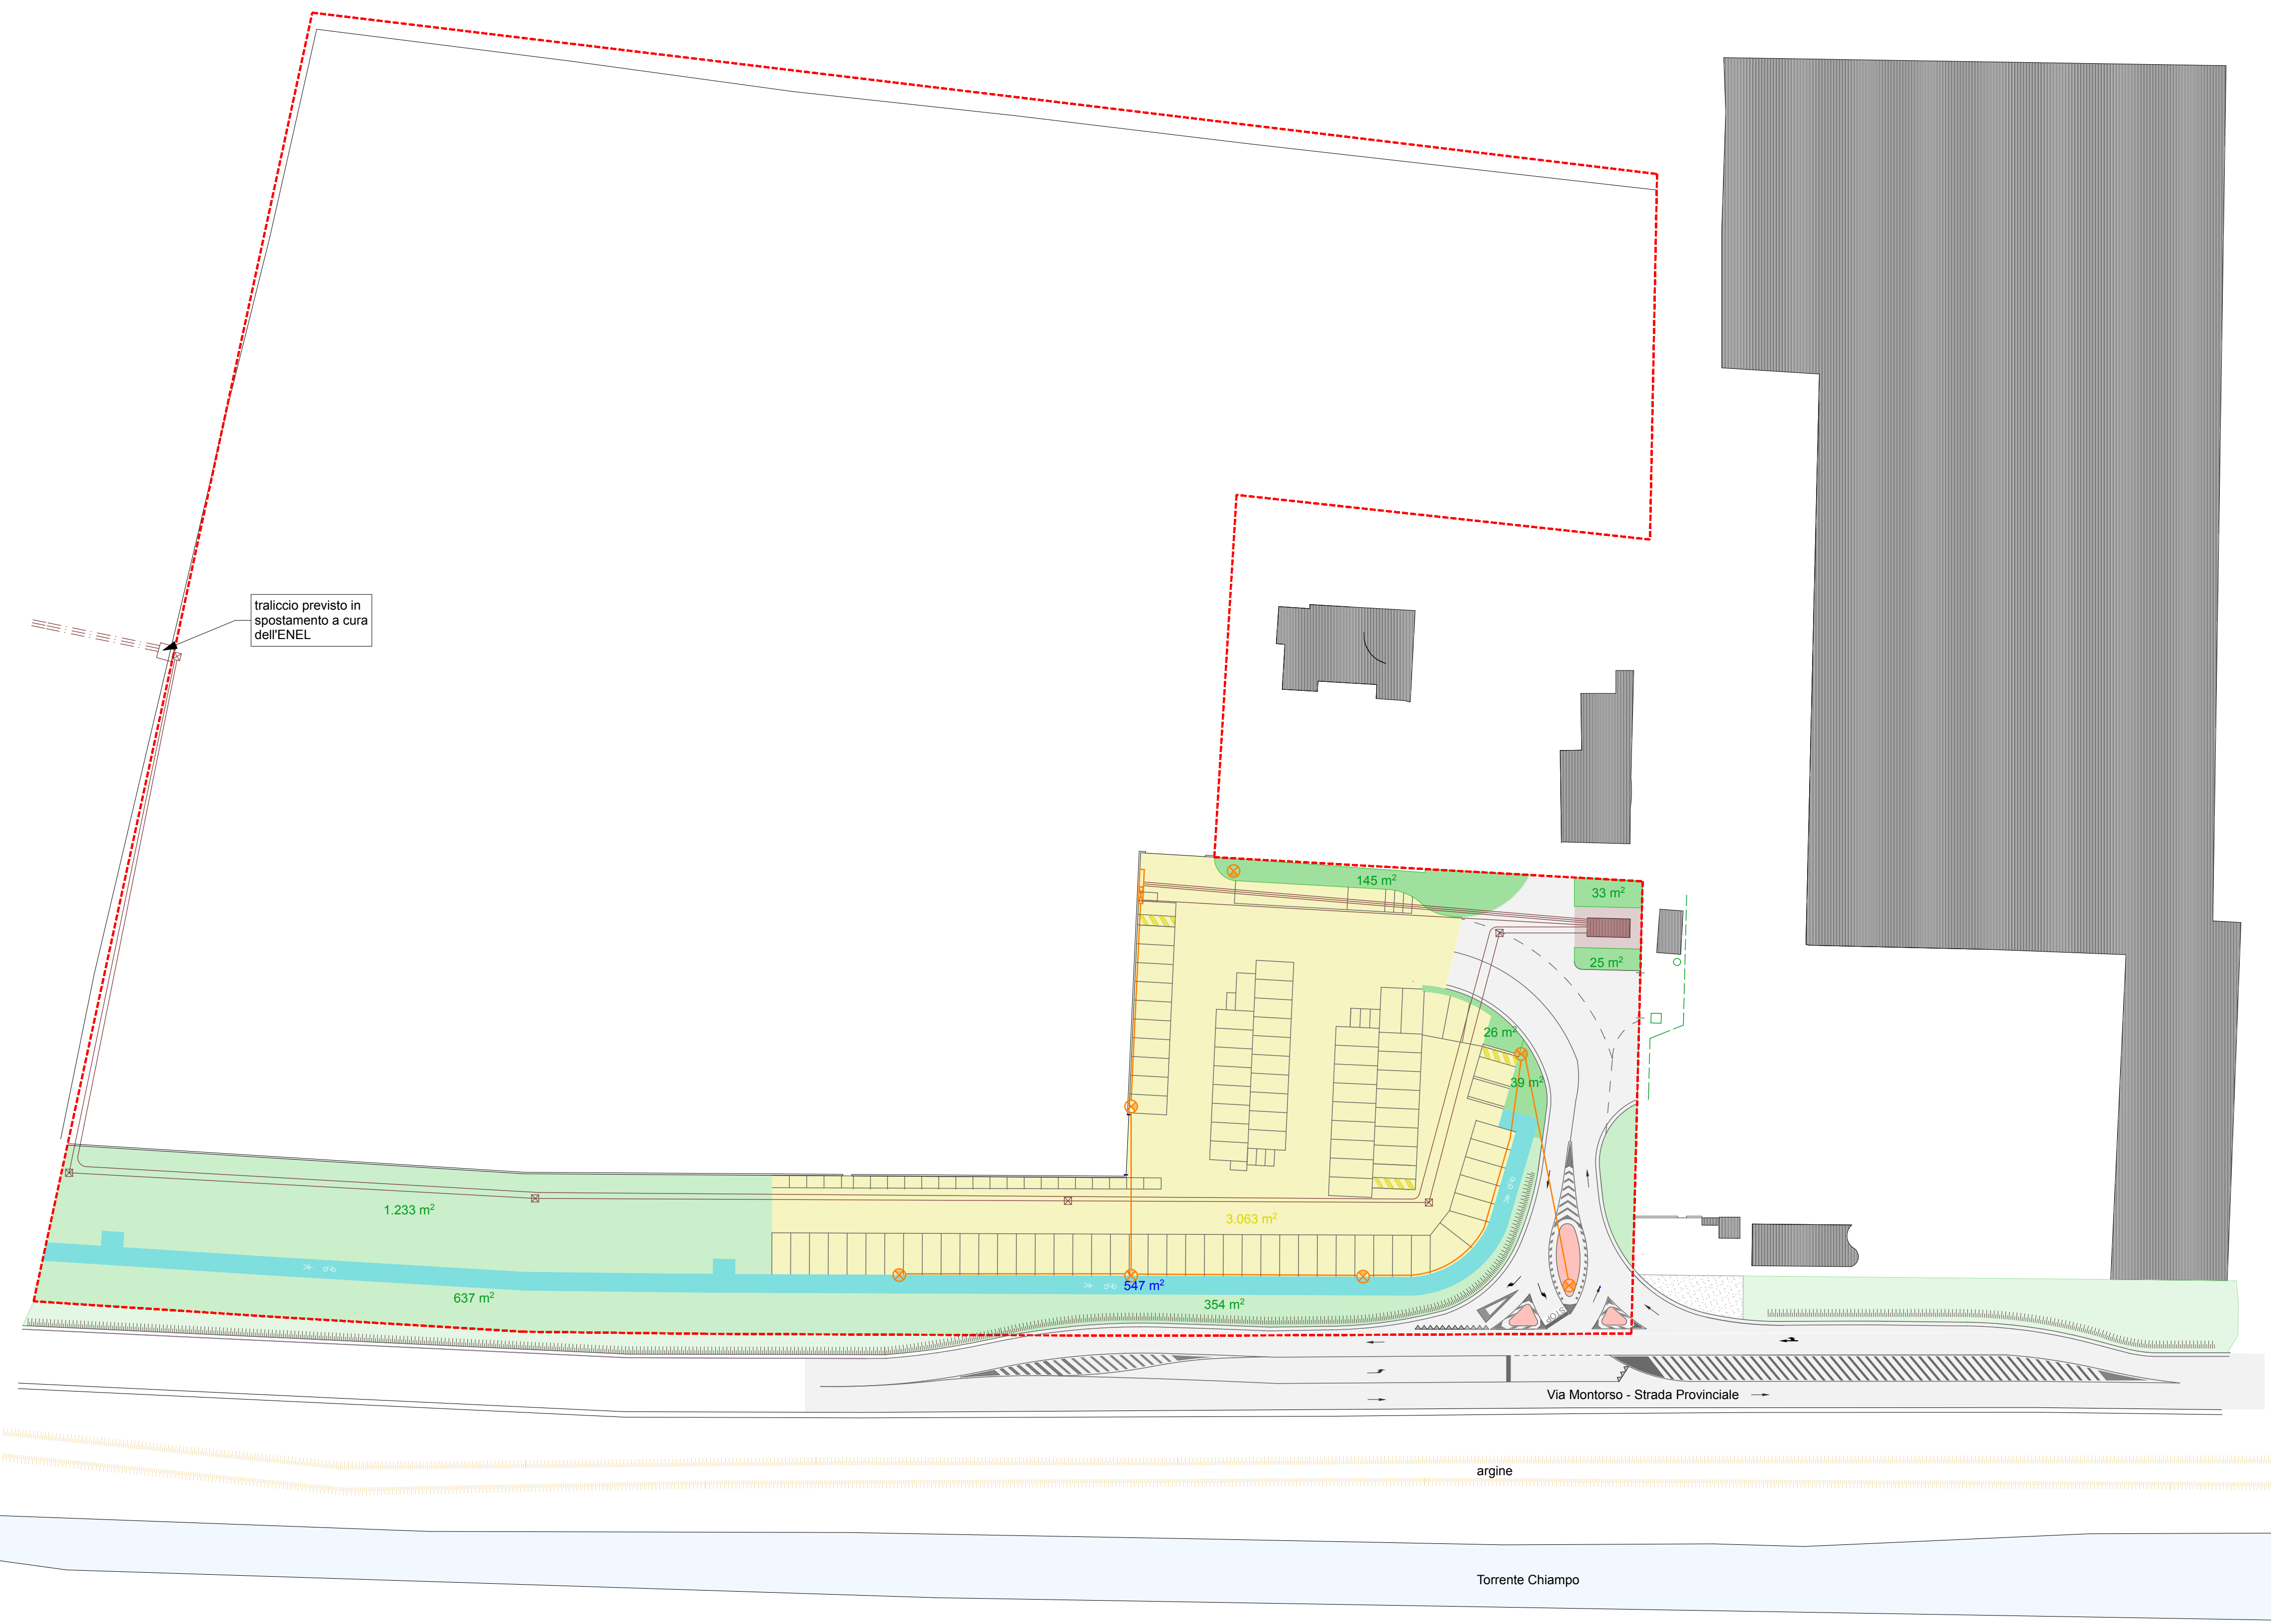 traliccio previsto in
spostamento a cura
dell'ENEL
145 m²
33 m²
25 m²
26 m²
39 m²
1.233 m²
3.063 m²
547 m²
637 m²
354 m²
STOP
Via Montorso - Strada Provinciale
argine
Torrente Chiampo